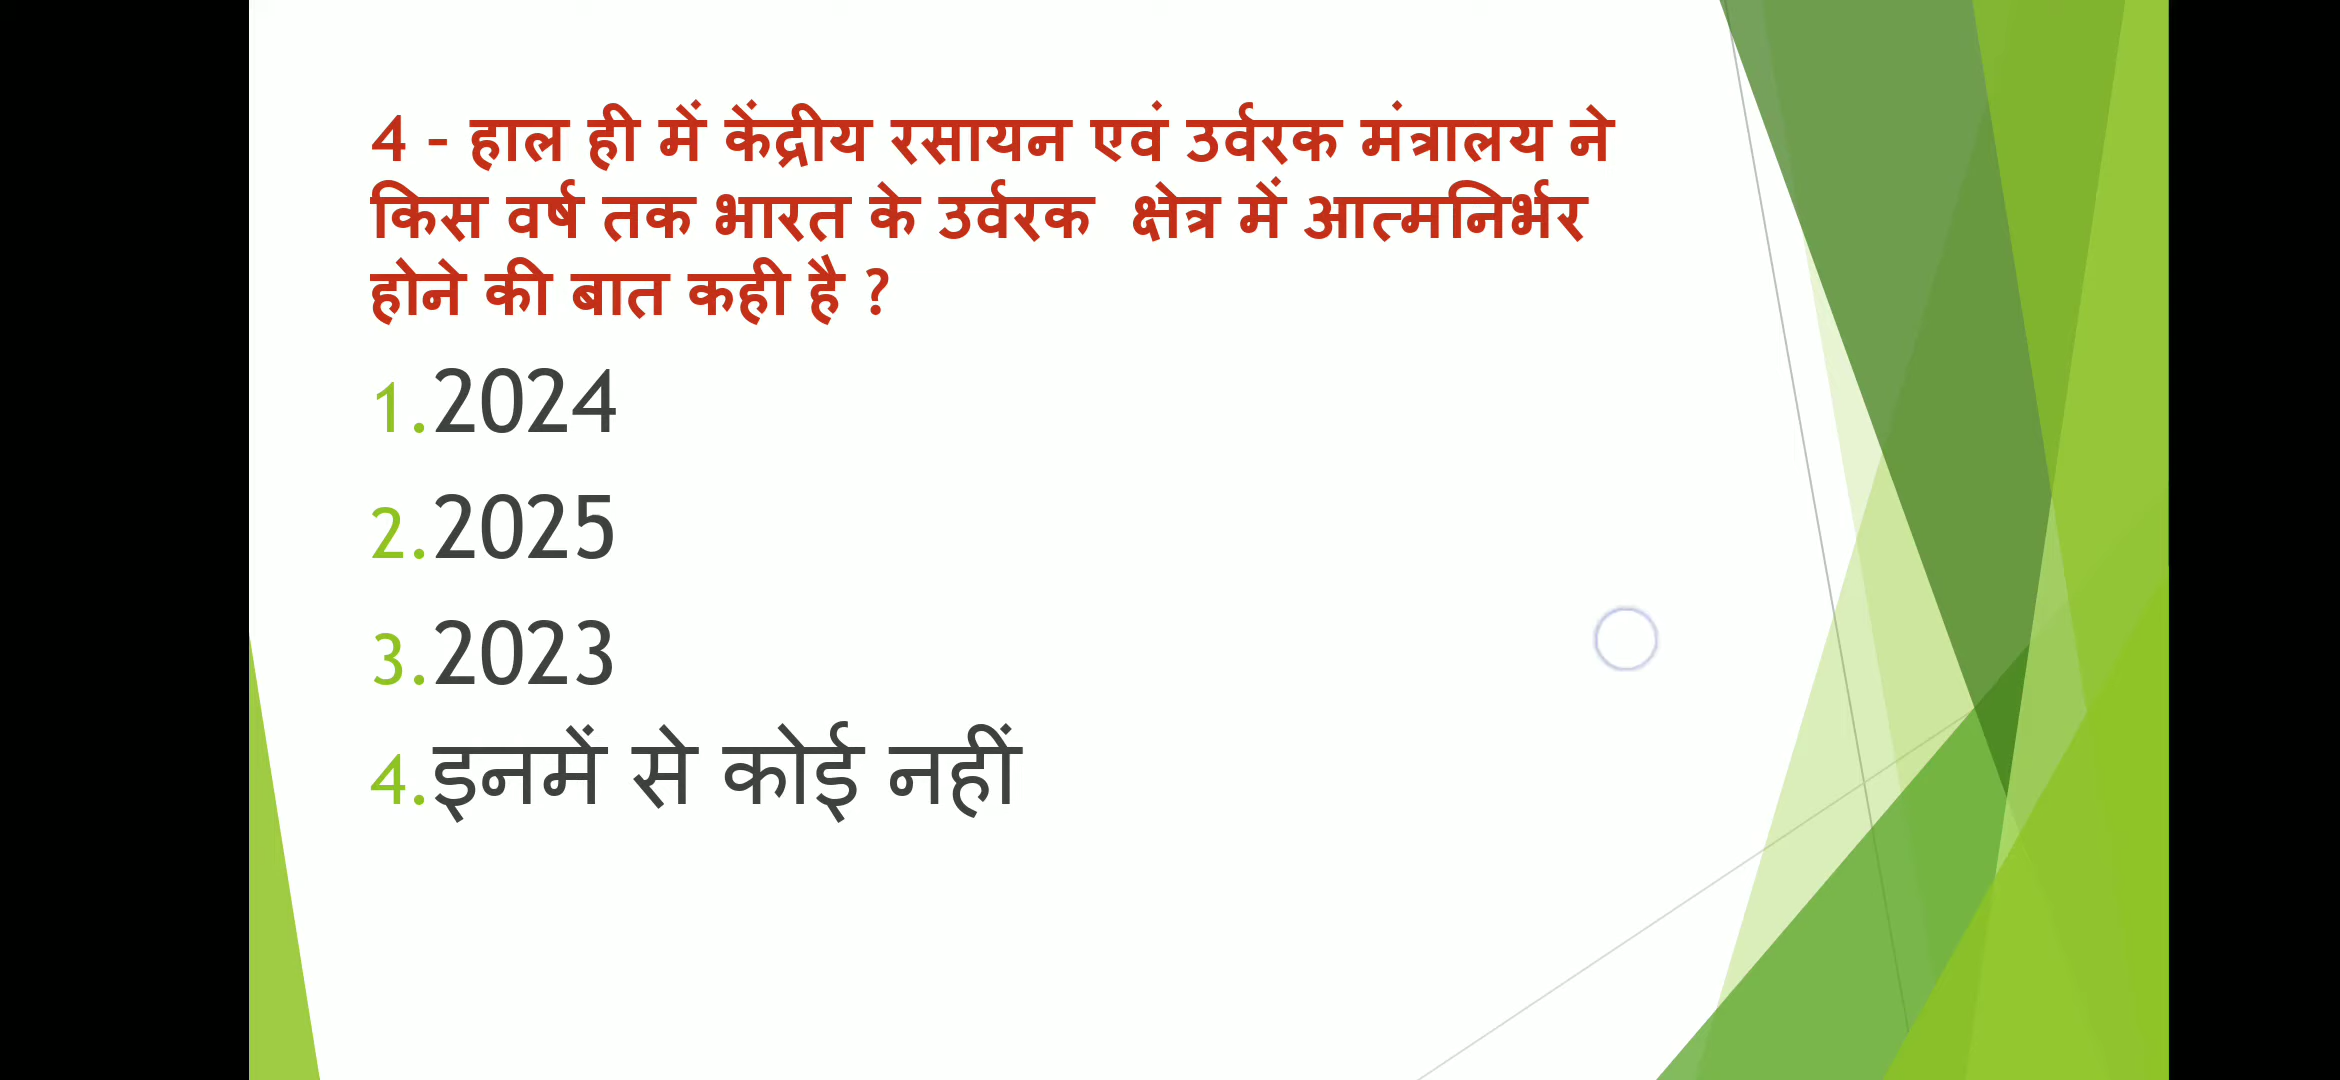 4 – हाल ही में केंद्रीय रसायन एवं उर्वरक मंत्रालय ने
किस वर्ष तक भारत के उर्वरक क्षेत्र में आत्मनिर्भर
होने की बात कही है ?
1.2024
2.2025
3.2023
4.इनमें से कोई नहीं